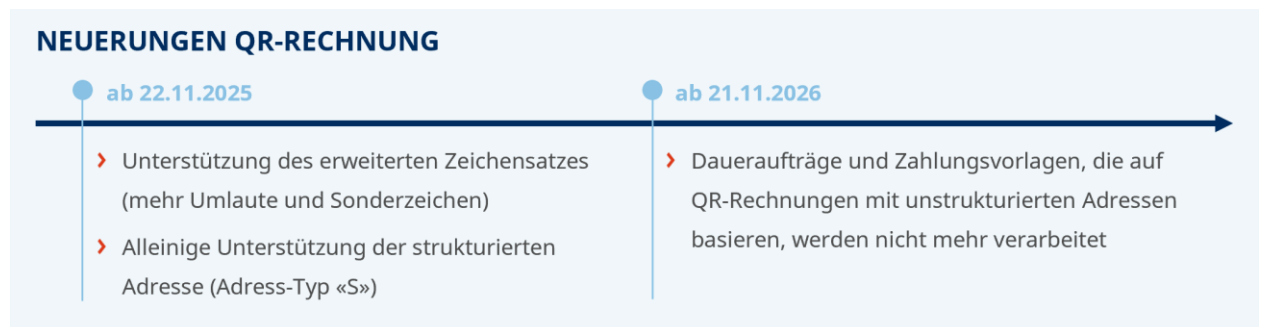 NEUERUNGEN QR-RECHNUNG
ab 22.11.2025
Unterstützung des erweiterten Zeichensatzes
(mehr Umlaute und Sonderzeichen)
Alleinige Unterstützung der strukturierten
Adresse (Adress-Typ «S»)
ab 21.11.2026
Daueraufträge und Zahlungsvorlagen, die auf
QR-Rechnungen mit unstrukturierten Adressen
basieren, werden nicht mehr verarbeitet